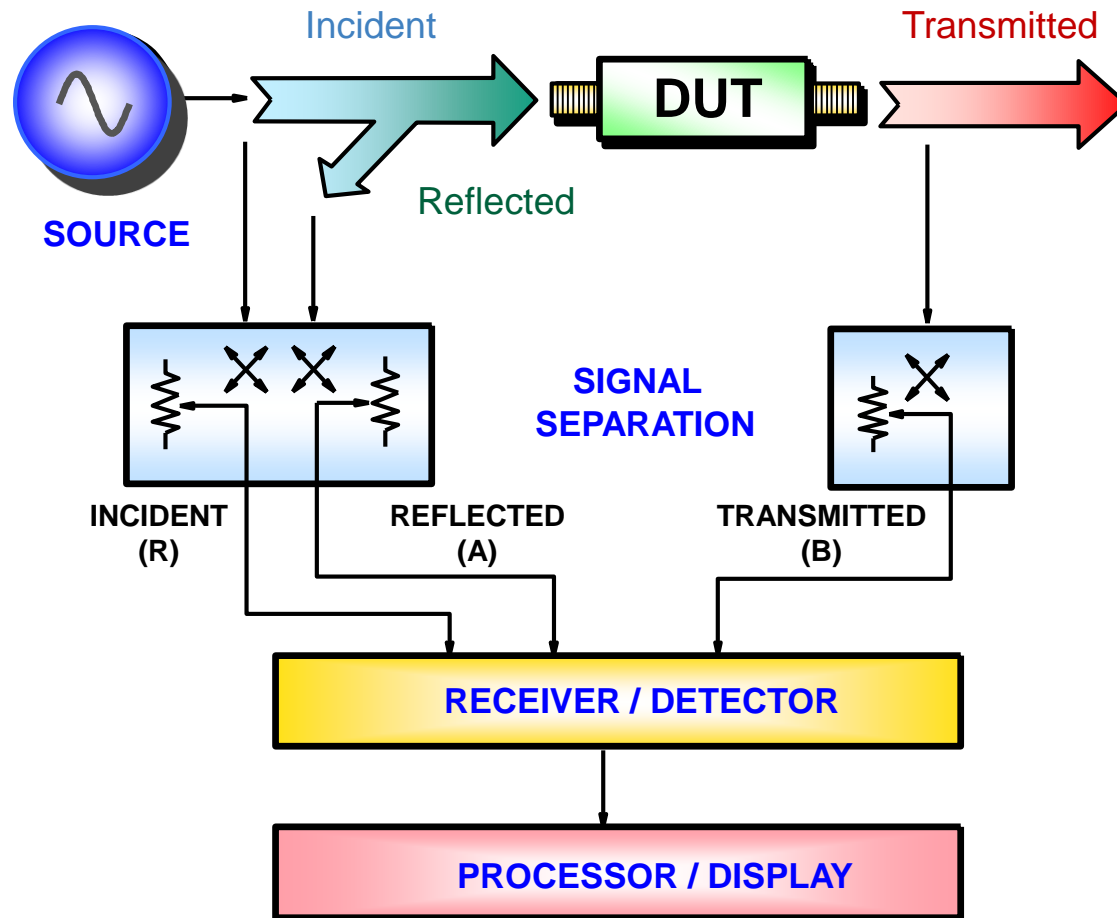 Incident
Transmitted
DUT
Reflected
SOURCE
SIGNAL
SEPARATION
INCIDENT
(R)
REFLECTED
(A)
TRANSMITTED
(B)
RECEIVER / DETECTOR
PROCESSOR / DISPLAY